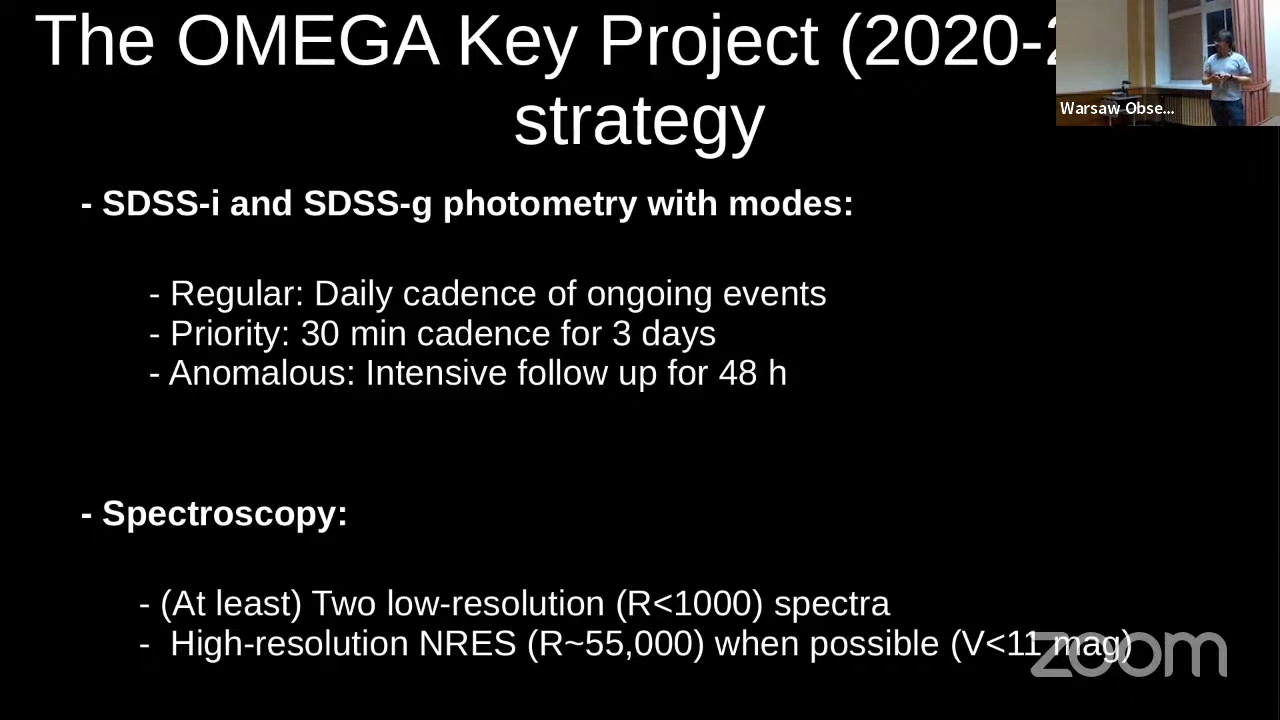 The OMEGA Key Project (2020-
strategy
Warsaw Obse...
- SDSS-i and SDSS-g photometry with modes:
- Regular: Daily cadence of ongoing events
- Priority: 30 min cadence for 3 days
- Anomalous: Intensive follow up for 48 h
- Spectroscopy:
- (At least) Two low-resolution (R<1000) spectra
- High-resolution NRES (R~55,000) when possible (V<11 mag)
zoom